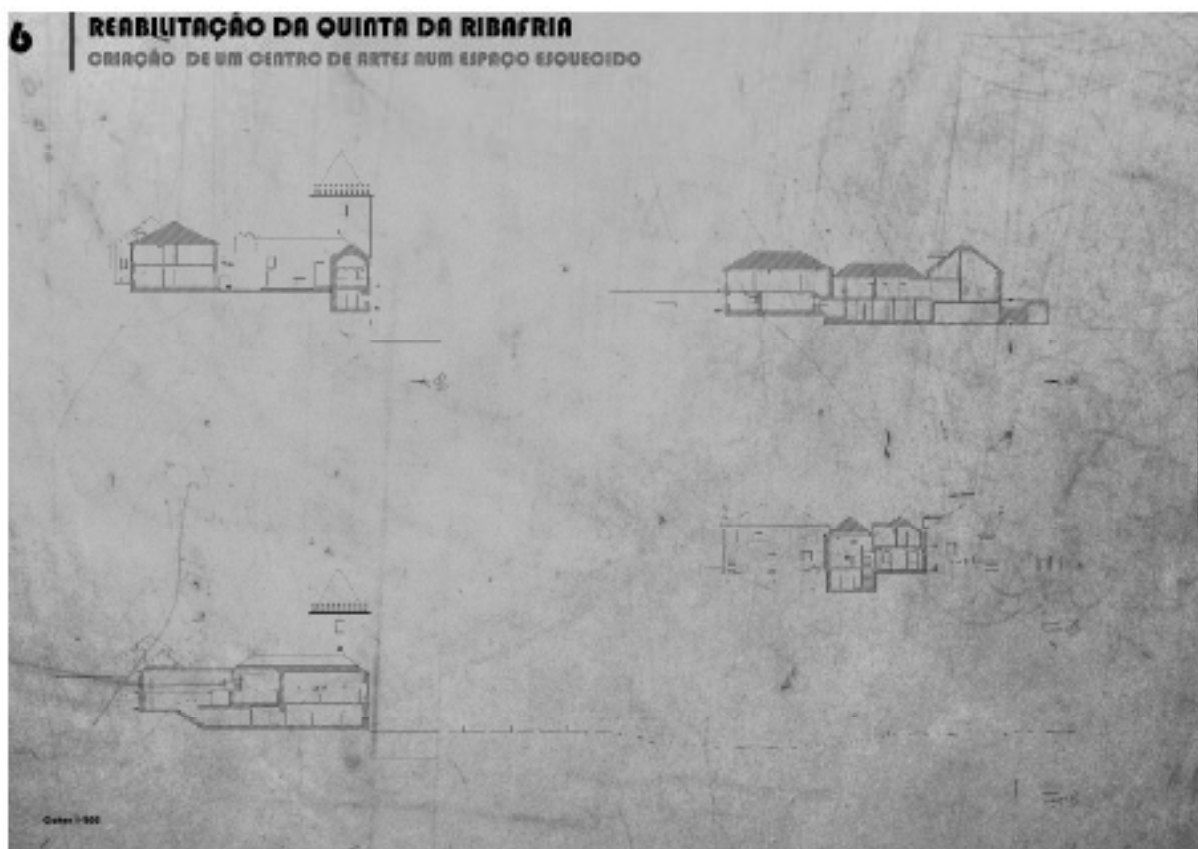 6
REABILITAÇÃO DA QUINTA DA RIBAFRIA
CRIAÇÃO DE UM CENTRO DE ARTES NUM ESPAÇO ESQUECIDO